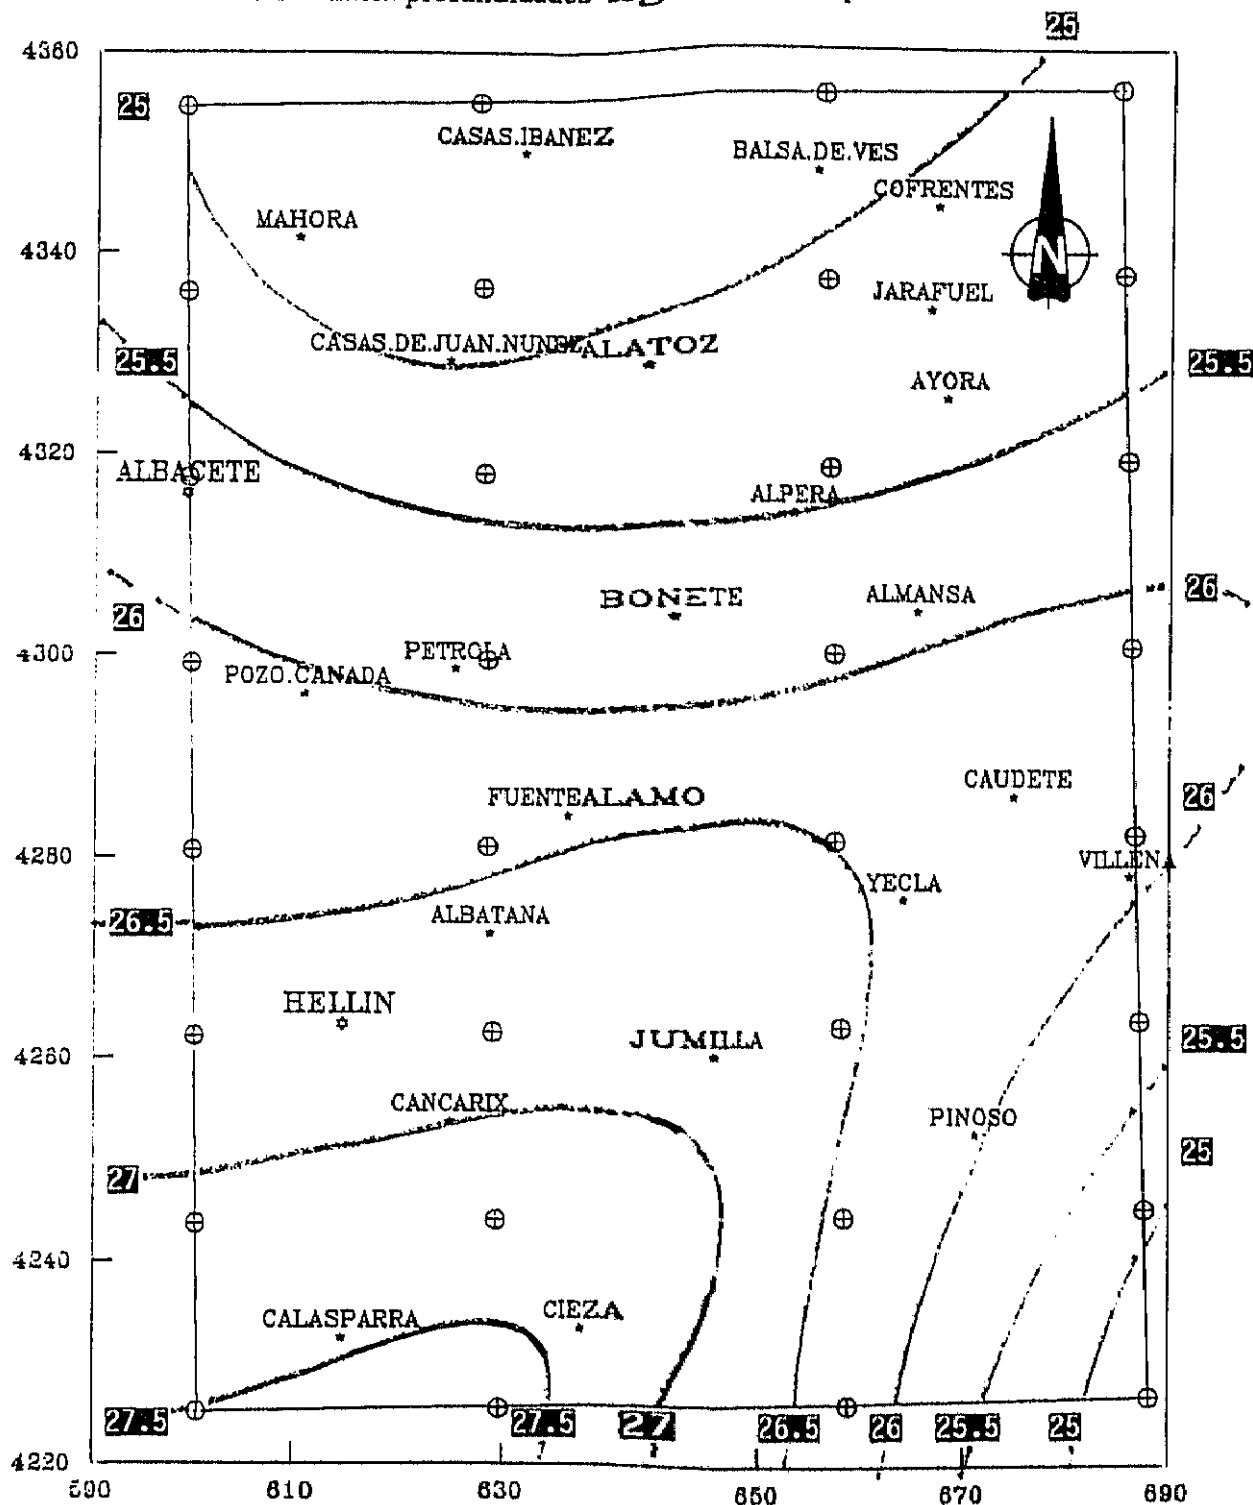 25
4360
25
CASAS.IBANEZ
BALSA.DE.VES
COFRENTES
MAHORA
4340
N
JARAFUEL
CASAS.DE.JUAN.NUNEZ
ALATOZ
25.5
25.5
AYORA
4320
ALBACETE
ALPERA
26
BONETE
ALMANSA
26
4300
PETROLA
POZO.CANADA
CAUDETE
FUENTEALAMO
26
4280
VILLENA
YECLA
26.5
ALBATANA
HELLIN
JUMILLA
25.5
4260
CANCARIX
PINOSO
25
27
4240
CIEZA
CALASPARRA
27.5
27.5
27
26.5
26
25.5
25
4220
590
610
630
650
670
690